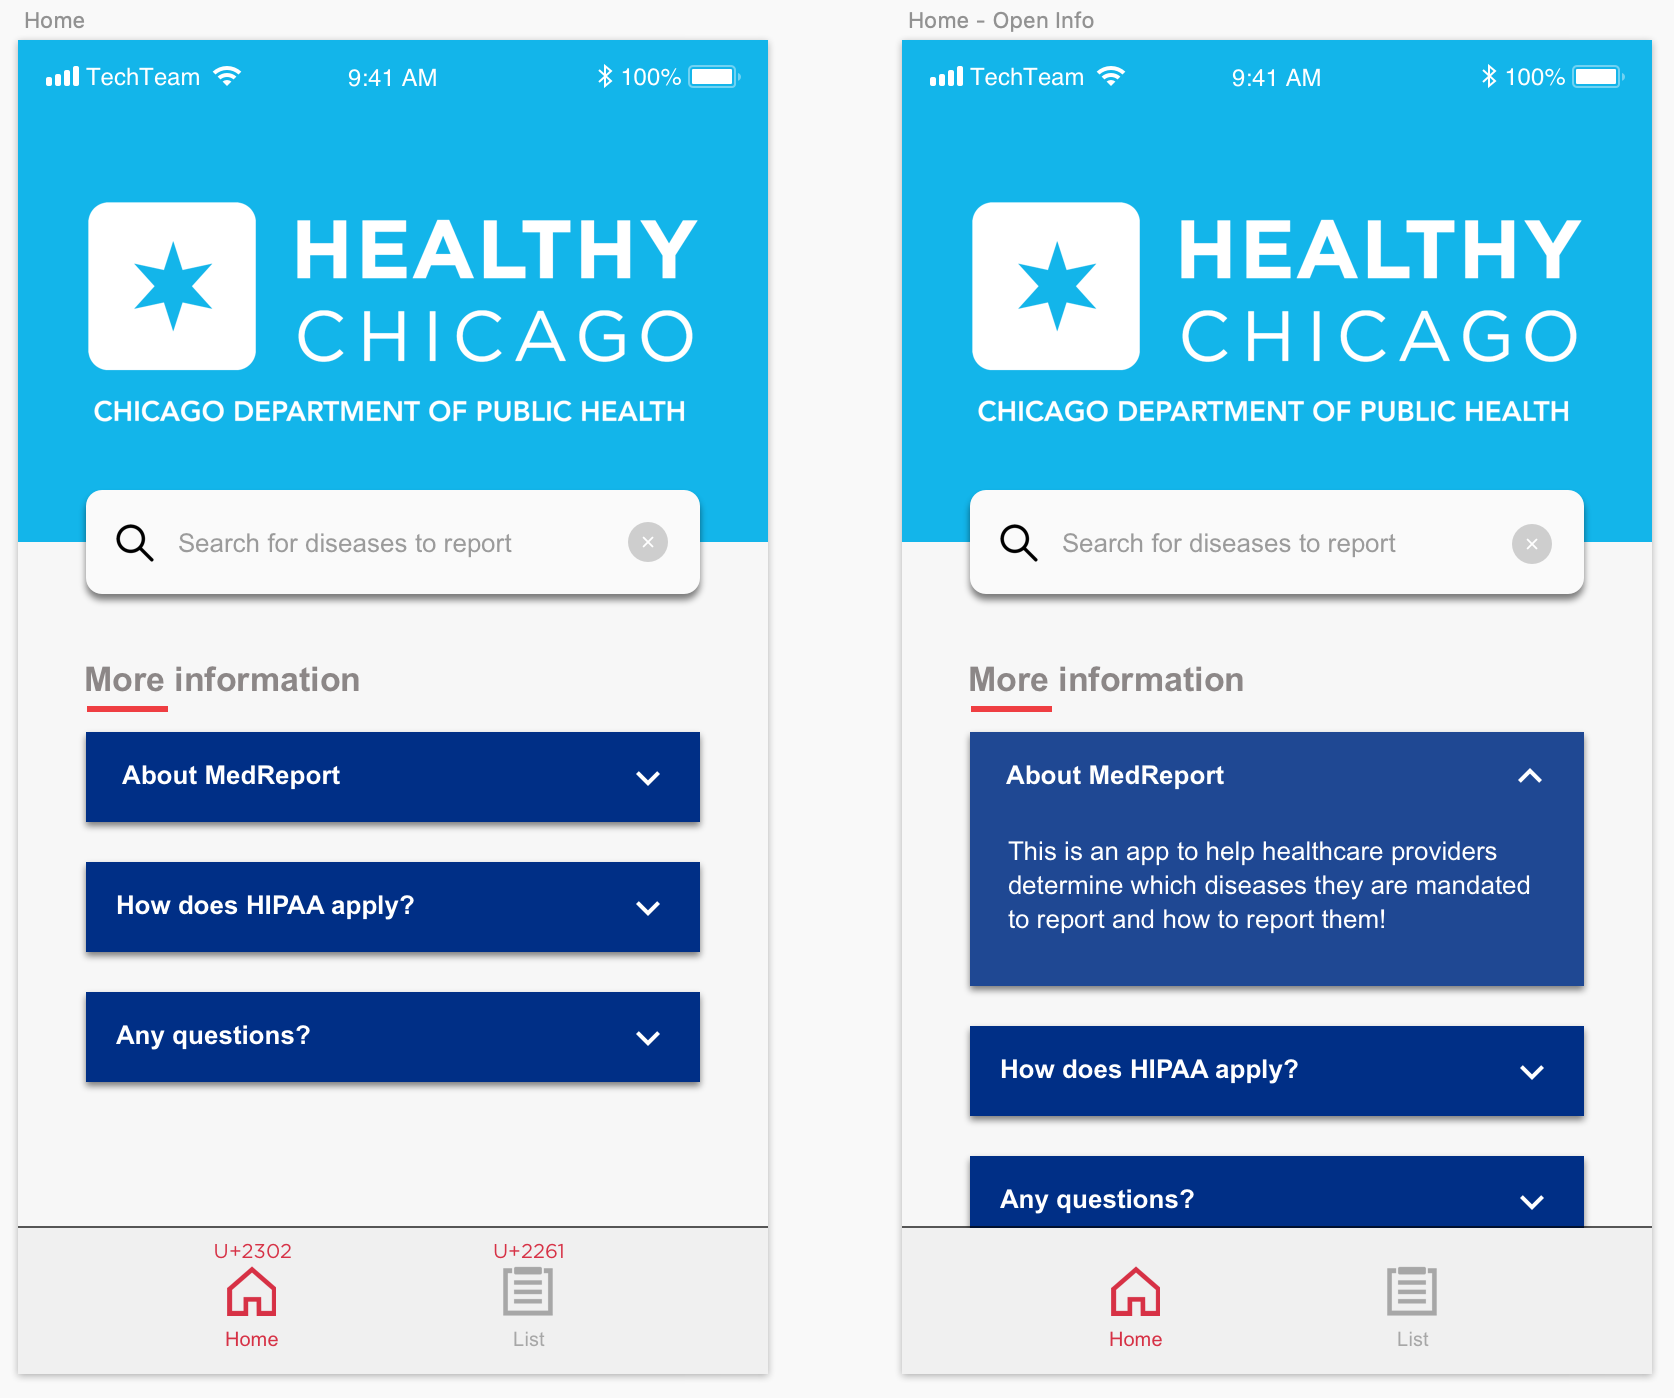 Home
TechTeam
9:41 AM
100%
HEALTHY
CHICAGO
CHICAGO DEPARTMENT OF PUBLIC HEALTH
Search for diseases to report
More information
About MedReport
How does HIPAA apply?
Any questions?
U+2302
U+2261
Home
List
Home - Open Info
TechTeam
9:41 AM
100%
HEALTHY
CHICAGO
CHICAGO DEPARTMENT OF PUBLIC HEALTH
Search for diseases to report
More information
About MedReport
This is an app to help healthcare providers
determine which diseases they are mandated
to report and how to report them!
How does HIPAA apply?
Any questions?
Home
List